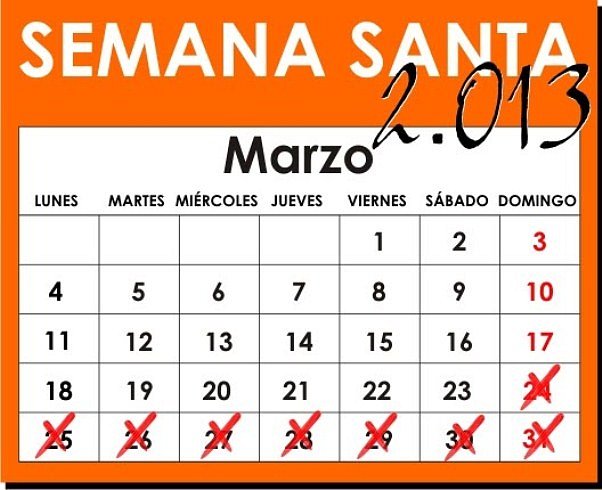 SEMANA SANTA
2.013
Marzo
LUNES MARTES MIÉRCOLES JUEVES VIERNES SÁBADO DOMINGO
1 2 3
4 5 6 7 8 9 10
11 12 13 14 15 16 17
18 19 20 21 22 23 24
25 26 27 28 29 30 31